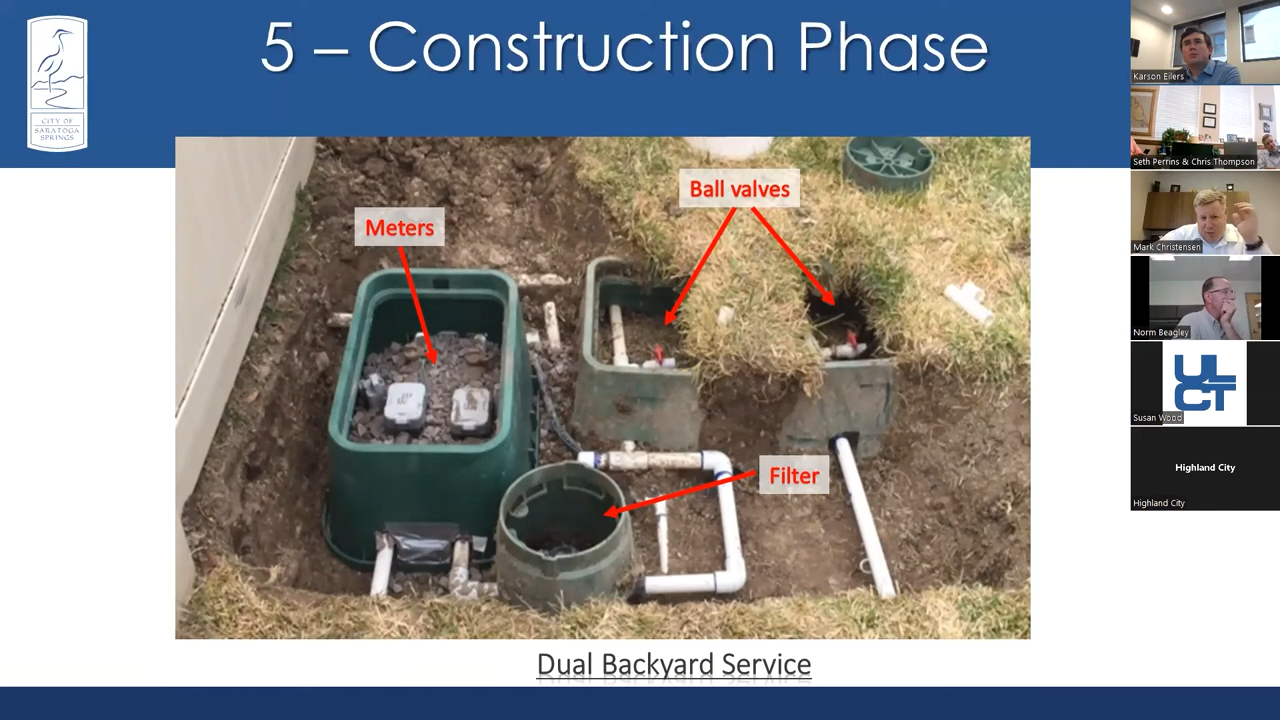 5 – Construction Phase
CITY OF
SARATOGA
SPRINGS
Meters
Ball valves
Filter
Dual Backyard Service
Karson Eilers
Seth Perrins & Chris Thompson
Mark Christensen
Norm Beagley
ULCT
Susan Wood
Highland City
Highland City